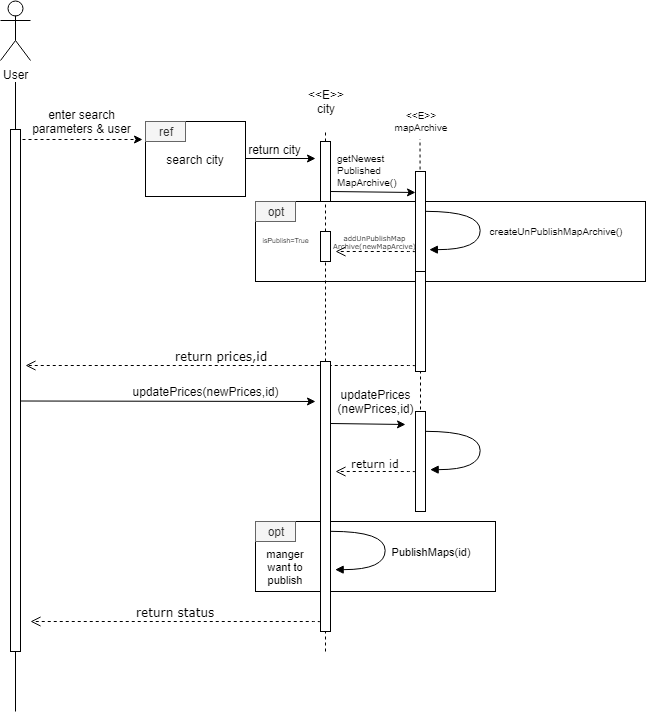 User
<<E>>
city
<<E>>
mapArchive
enter search
parameters & user
ref
search city
return city
getNewest
Published
MapArchive()
opt
isPublish=True
addUnPublishMap
Archive(newMapArcive)
createUnPublishMapArchive()
return prices,id
updatePrices(newPrices,id)
updatePrices
(newPrices,id)
return id
opt
manger
want to
publish
PublishMaps(id)
return status